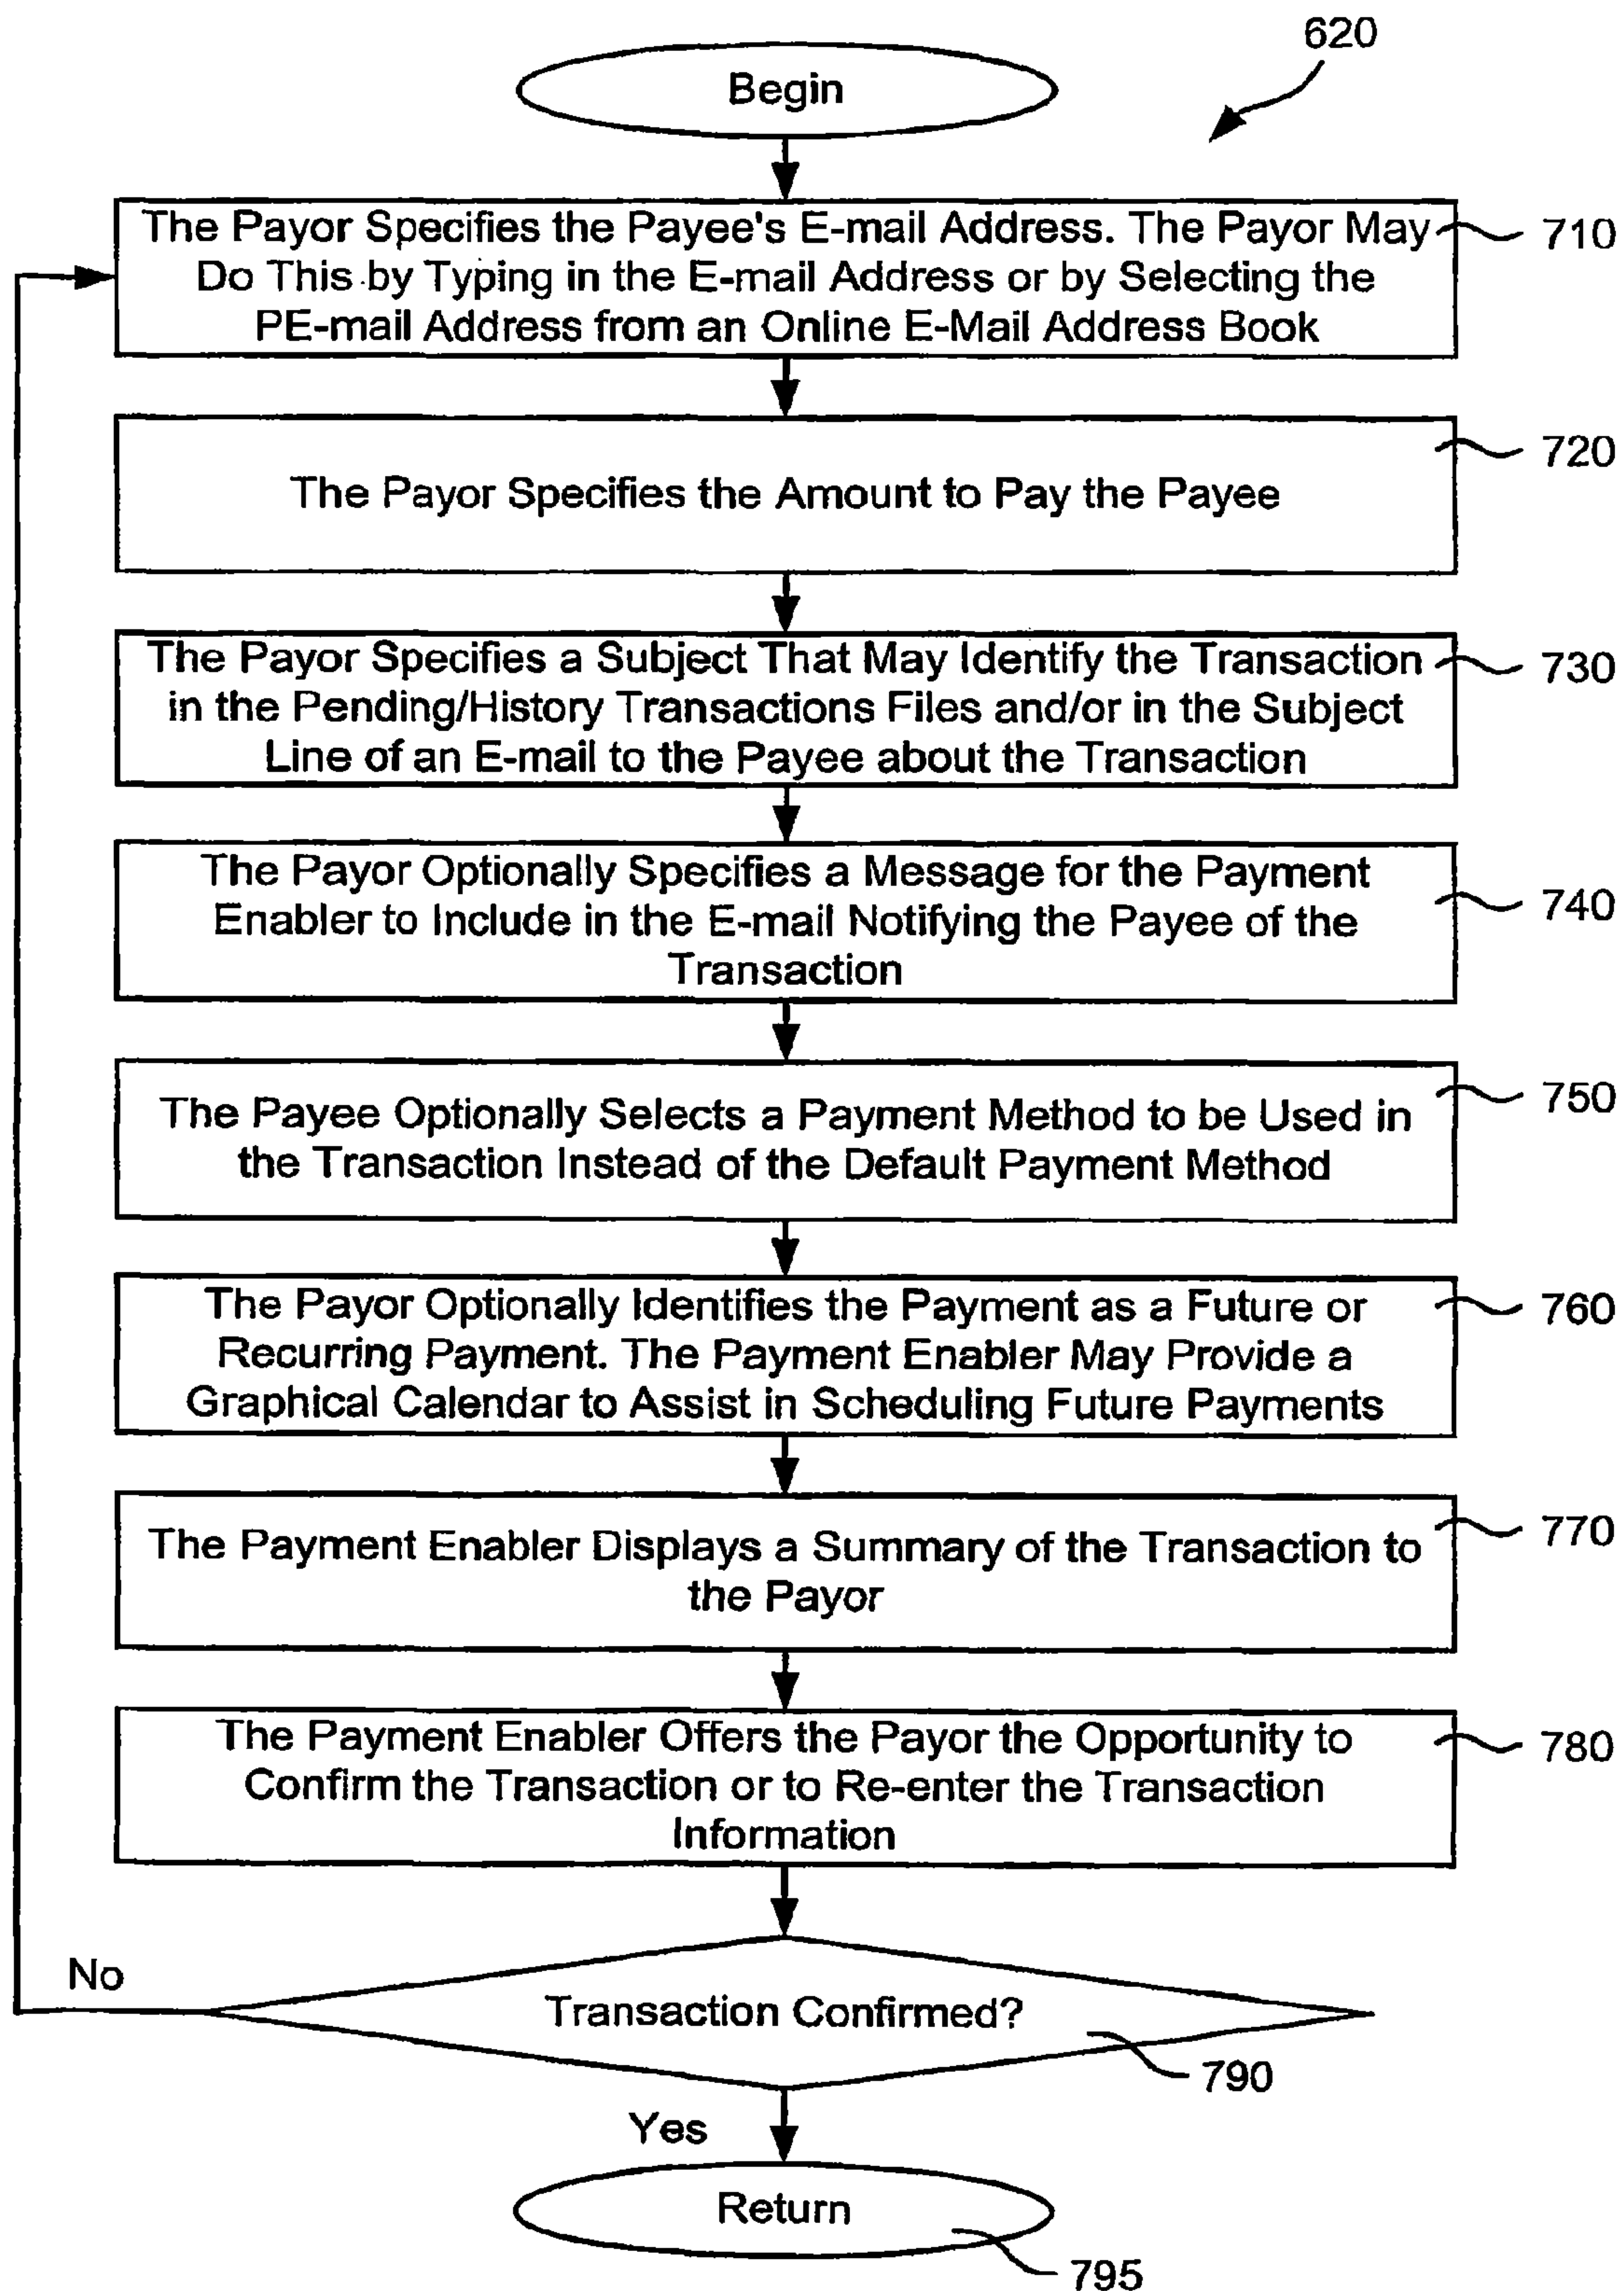 620
Begin
The Payor Specifies the Payee's E-mail Address. The Payor May
Do This by Typing in the E-mail Address or by Selecting the
PE-mail Address from an Online E-Mail Address Book
710
The Payor Specifies the Amount to Pay the Payee
720
The Payor Specifies a Subject That May Identify the Transaction
in the Pending/History Transactions Files and/or in the Subject
Line of an E-mail to the Payee about the Transaction
730
The Payor Optionally Specifies a Message for the Payment
Enabler to Include in the E-mail Notifying the Payee of the
Transaction
740
The Payee Optionally Selects a Payment Method to be Used in
the Transaction Instead of the Default Payment Method
750
The Payor Optionally Identifies the Payment as a Future or
Recurring Payment. The Payment Enabler May Provide a
Graphical Calendar to Assist in Scheduling Future Payments
760
The Payment Enabler Displays a Summary of the Transaction to
the Payor
770
The Payment Enabler Offers the Payor the Opportunity to
Confirm the Transaction or to Re-enter the Transaction
Information
780
No
Transaction Confirmed?
790
Yes
Return
795